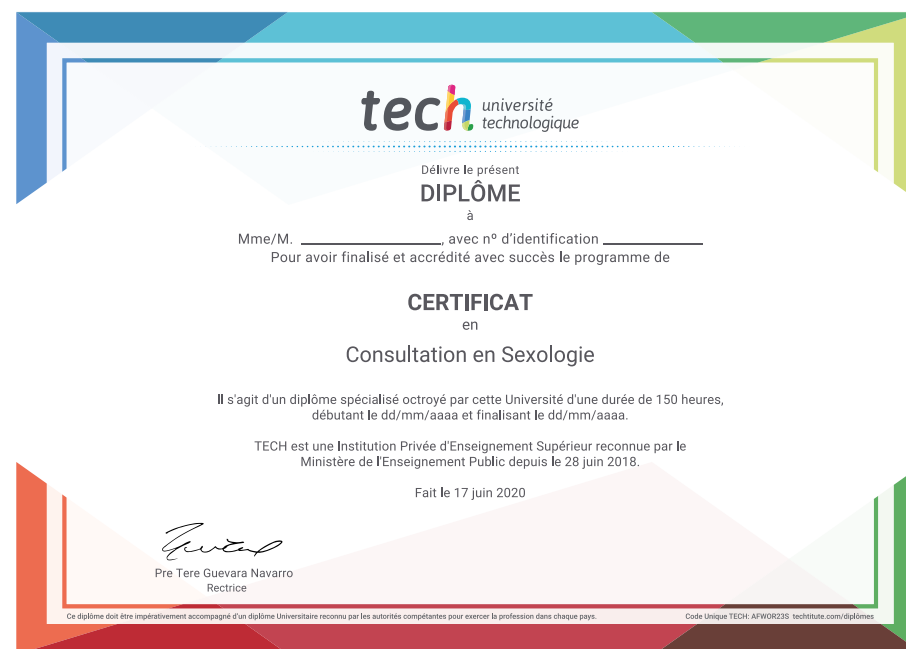 tech université
technologique
Délivre le présent
DIPLÔME
à
Mme/M. ____________________, avec nº d'identification ______________
Pour avoir finalisé et accrédité avec succès le programme de
CERTIFICAT
en
Consultation en Sexologie
Il s'agit d'un diplôme spécialisé octroyé par cette Université d'une durée de 150 heures,
débutant le dd/mm/aaaa et finalisant le dd/mm/aaaa.
TECH est une Institution Privée d'Enseignement Supérieur reconnue par le
Ministère de l'Enseignement Public depuis le 28 juin 2018.
Fait le 17 juin 2020
Pre Tere Guevara Navarro
Rectrice
Ce diplôme doit être impérativement accompagné d'un diplôme Universitaire reconnu par les autorités compétentes pour exercer la profession dans chaque pays.
Code Unique TECH: AFWOR23S techtitute.com/diplômes